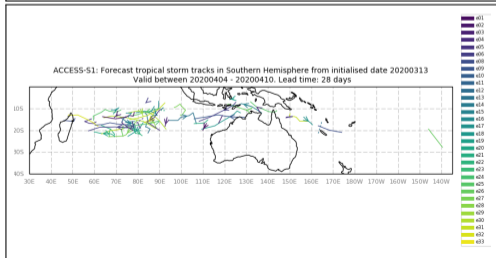 ACCESS-S1: Forecast tropical storm tracks in Southern Hemisphere from initialised date 20200313
Valid between 20200404 - 20200410. Lead time: 28 days
10S
20S
30S
40S
30E 40E 50E 60E 70E 80E 90E 100E 110E 120E 130E 140E 150E 160E 170E 180E 170W 160W 150W 140W
e01
e02
e03
e04
e05
e06
e08
e09
e10
e11
e12
e13
e14
e15
e16
e17
e18
e19
e20
e21
e22
e23
e24
e25
e26
e27
e28
e29
e30
e31
e32
e33